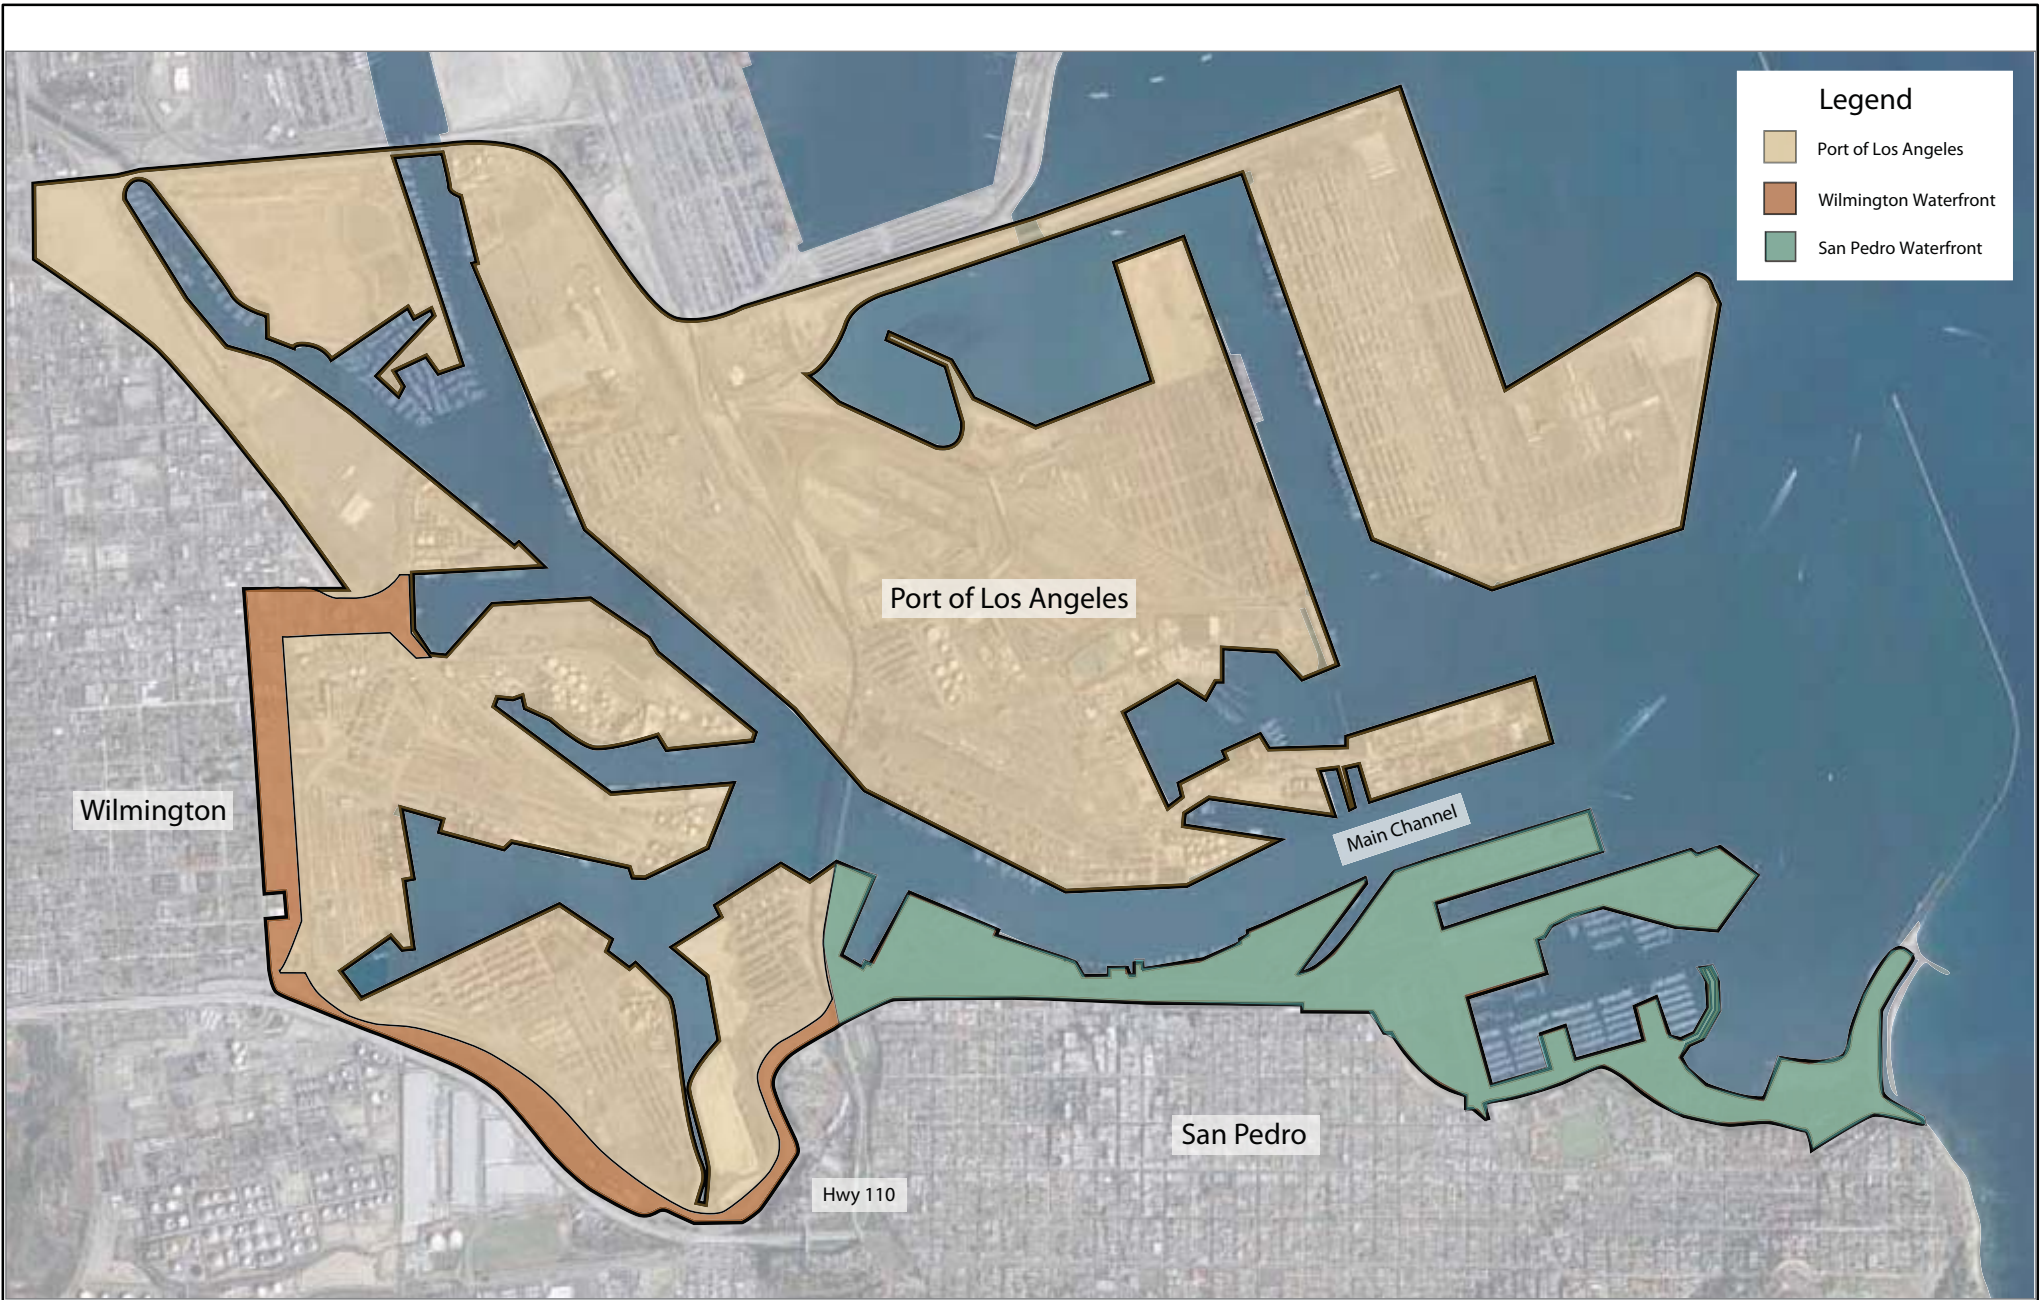 Legend
Port of Los Angeles
Wilmington Waterfront
San Pedro Waterfront
Port of Los Angeles
Wilmington
Main Channel
San Pedro
Hwy 110